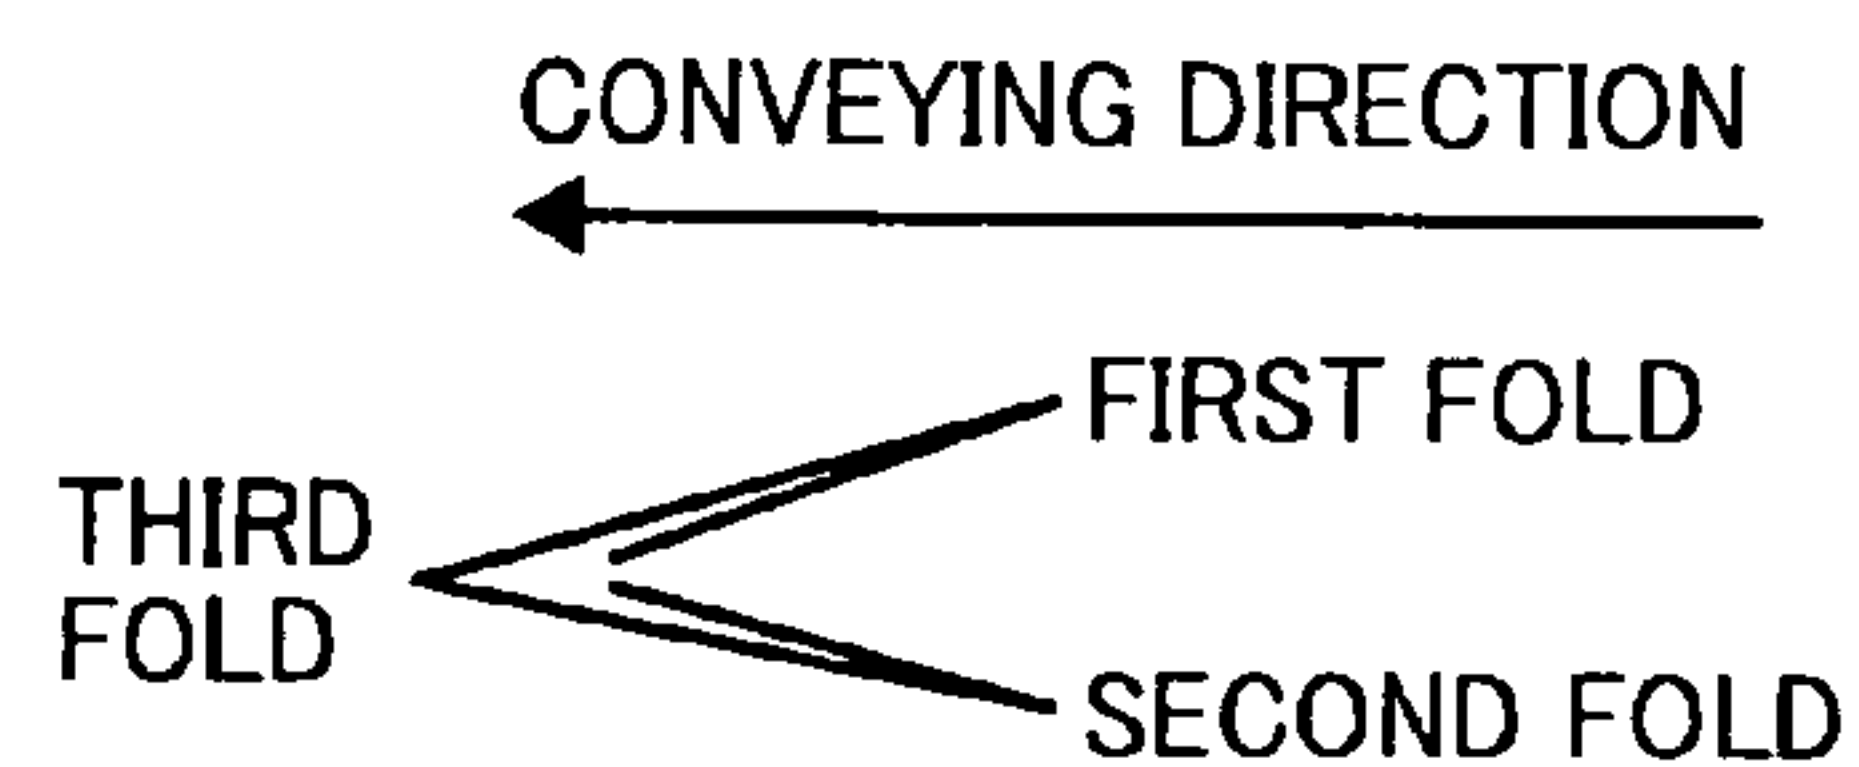 CONVEYING DIRECTION
FIRST FOLD
THIRD
FOLD
SECOND FOLD